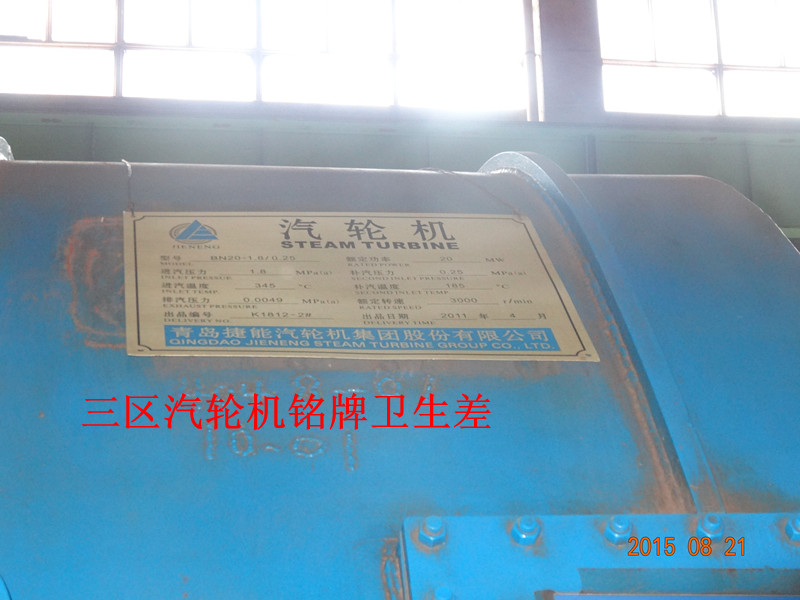 JIENENG
汽轮机
STEAM TURBINE
型号 BN20-1.8/0.25 额定功率 20 MW
MODEL RATED POWER
进汽压力 1.8 MPa(a) 补汽压力 0.25 MPa(a)
INLET PRESSUE SECOND INLET PRESSURE
进汽温度 345 ℃ 补汽温度 165 ℃
INLET TEMP. SECOND INLET TEMP.
排汽压力 0.0049 MPa(a) 额定转速 3000 r/min
EXHAUST PRESSURE RATED SPEED
出品编号 K1812-28 出品日期 2011 年 4 月
DELIVERY NO. DELIVERY TIME
青岛捷能汽轮机集团股份有限公司
QINGDAO JIENENG STEAM TURBINE GROUP CO., LTD.
三区汽轮机铭牌卫生差
10-01
2015 08 21